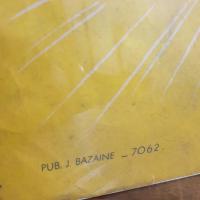 PUB. J. BAZAINE _ 7062.